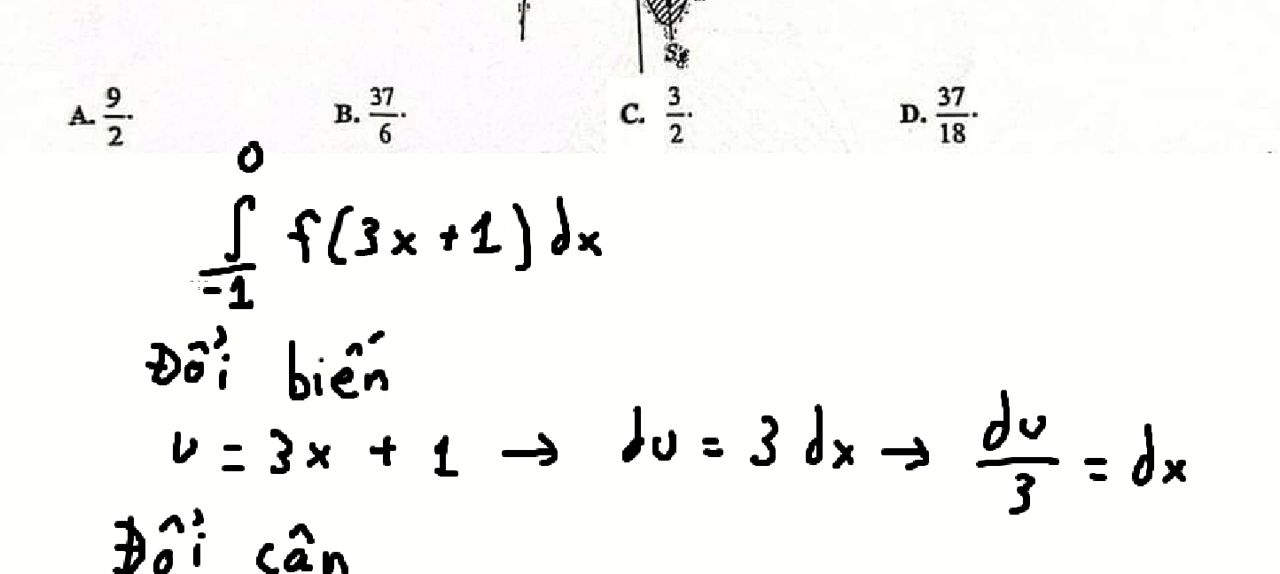 A. 9/2. B. 37/6. C. 3/2. D. 37/18.
0
∫ f(3x + 1) dx
-1
Đổi biến
u = 3x + 1 → du = 3 dx → du/3 = dx
Đổi cận